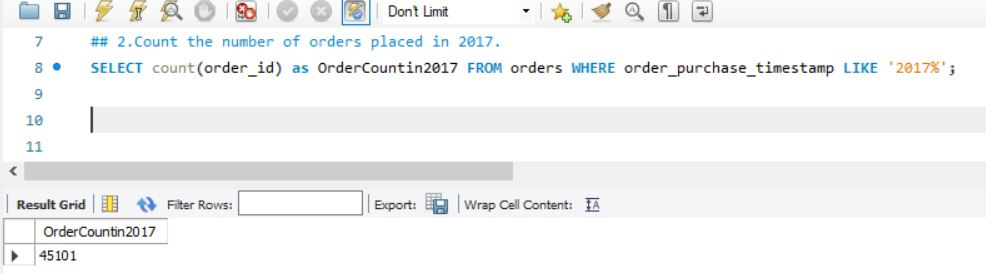 Don't Limit
7 ## 2.Count the number of orders placed in 2017.
8 SELECT count(order_id) as OrderCountin2017 FROM orders WHERE order_purchase_timestamp LIKE '2017%';
9
10
11
Result Grid Filter Rows: Export: Wrap Cell Content: IA
OrderCountin2017
45101